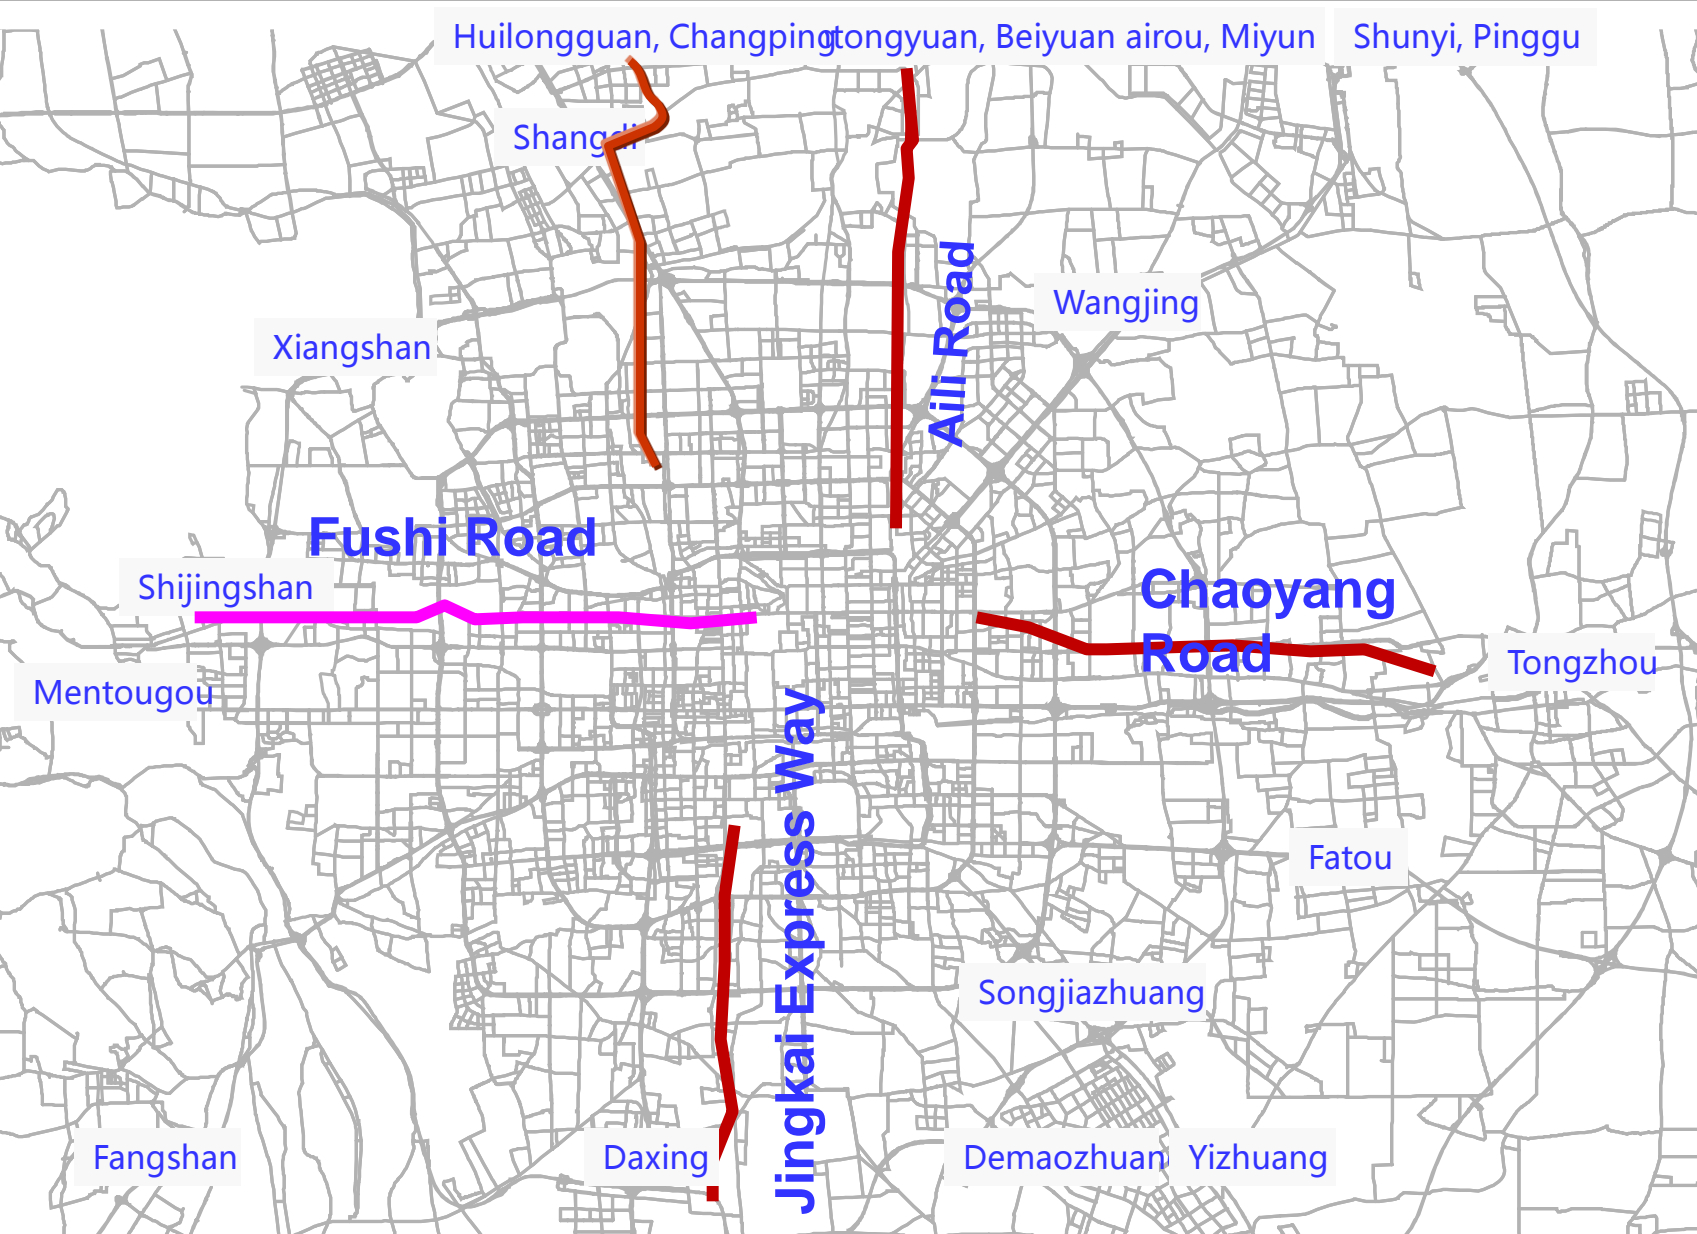 Huilongguan, Changping
tongyuan, Beiyuan
airou, Miyun
Shunyi, Pinggu
Shangdi
Aili Road
Wangjing
Xiangshan
Fushi Road
Shijingshan
Chaoyang
Road
Tongzhou
Mentougou
Jingkai Express Way
Fatou
Songjiazhuang
Fangshan
Daxing
Demaozhuan
Yizhuang